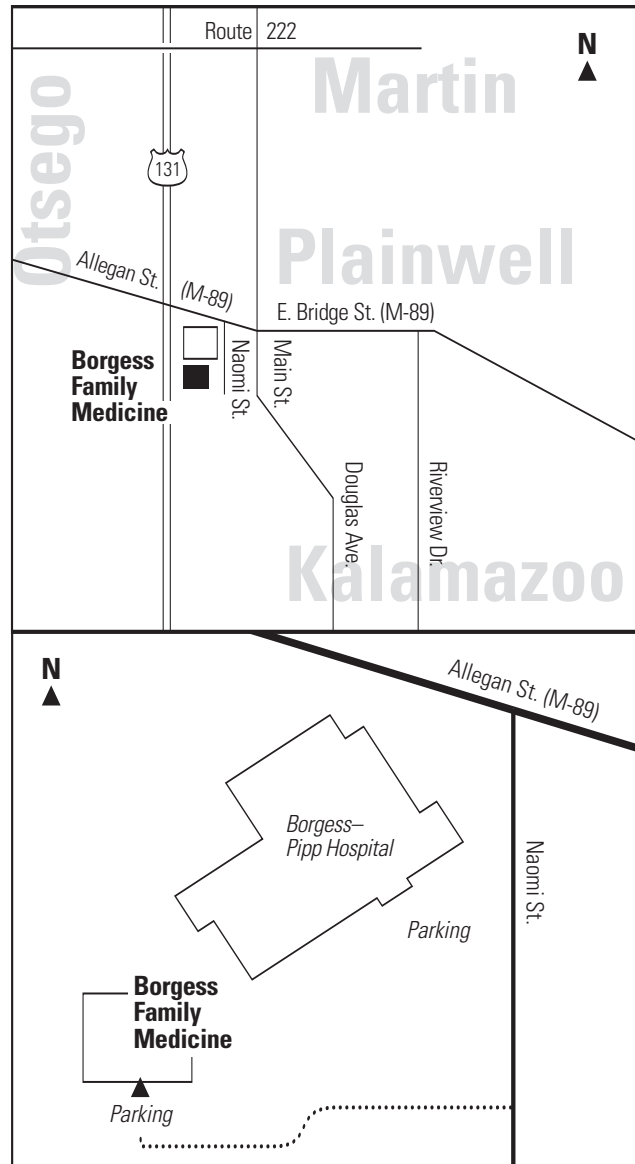 Route 222
N
Martin
Otsego
131
Plainwell
Allegan St. (M-89)
E. Bridge St. (M-89)
Borgess
Family
Medicine
Naomi St.
Main St.
Douglas Ave.
Riverview Dr.
Kalamazoo
N
Allegan St. (M-89)
Borgess–
Pipp Hospital
Naomi St.
Parking
Borgess
Family
Medicine
Parking